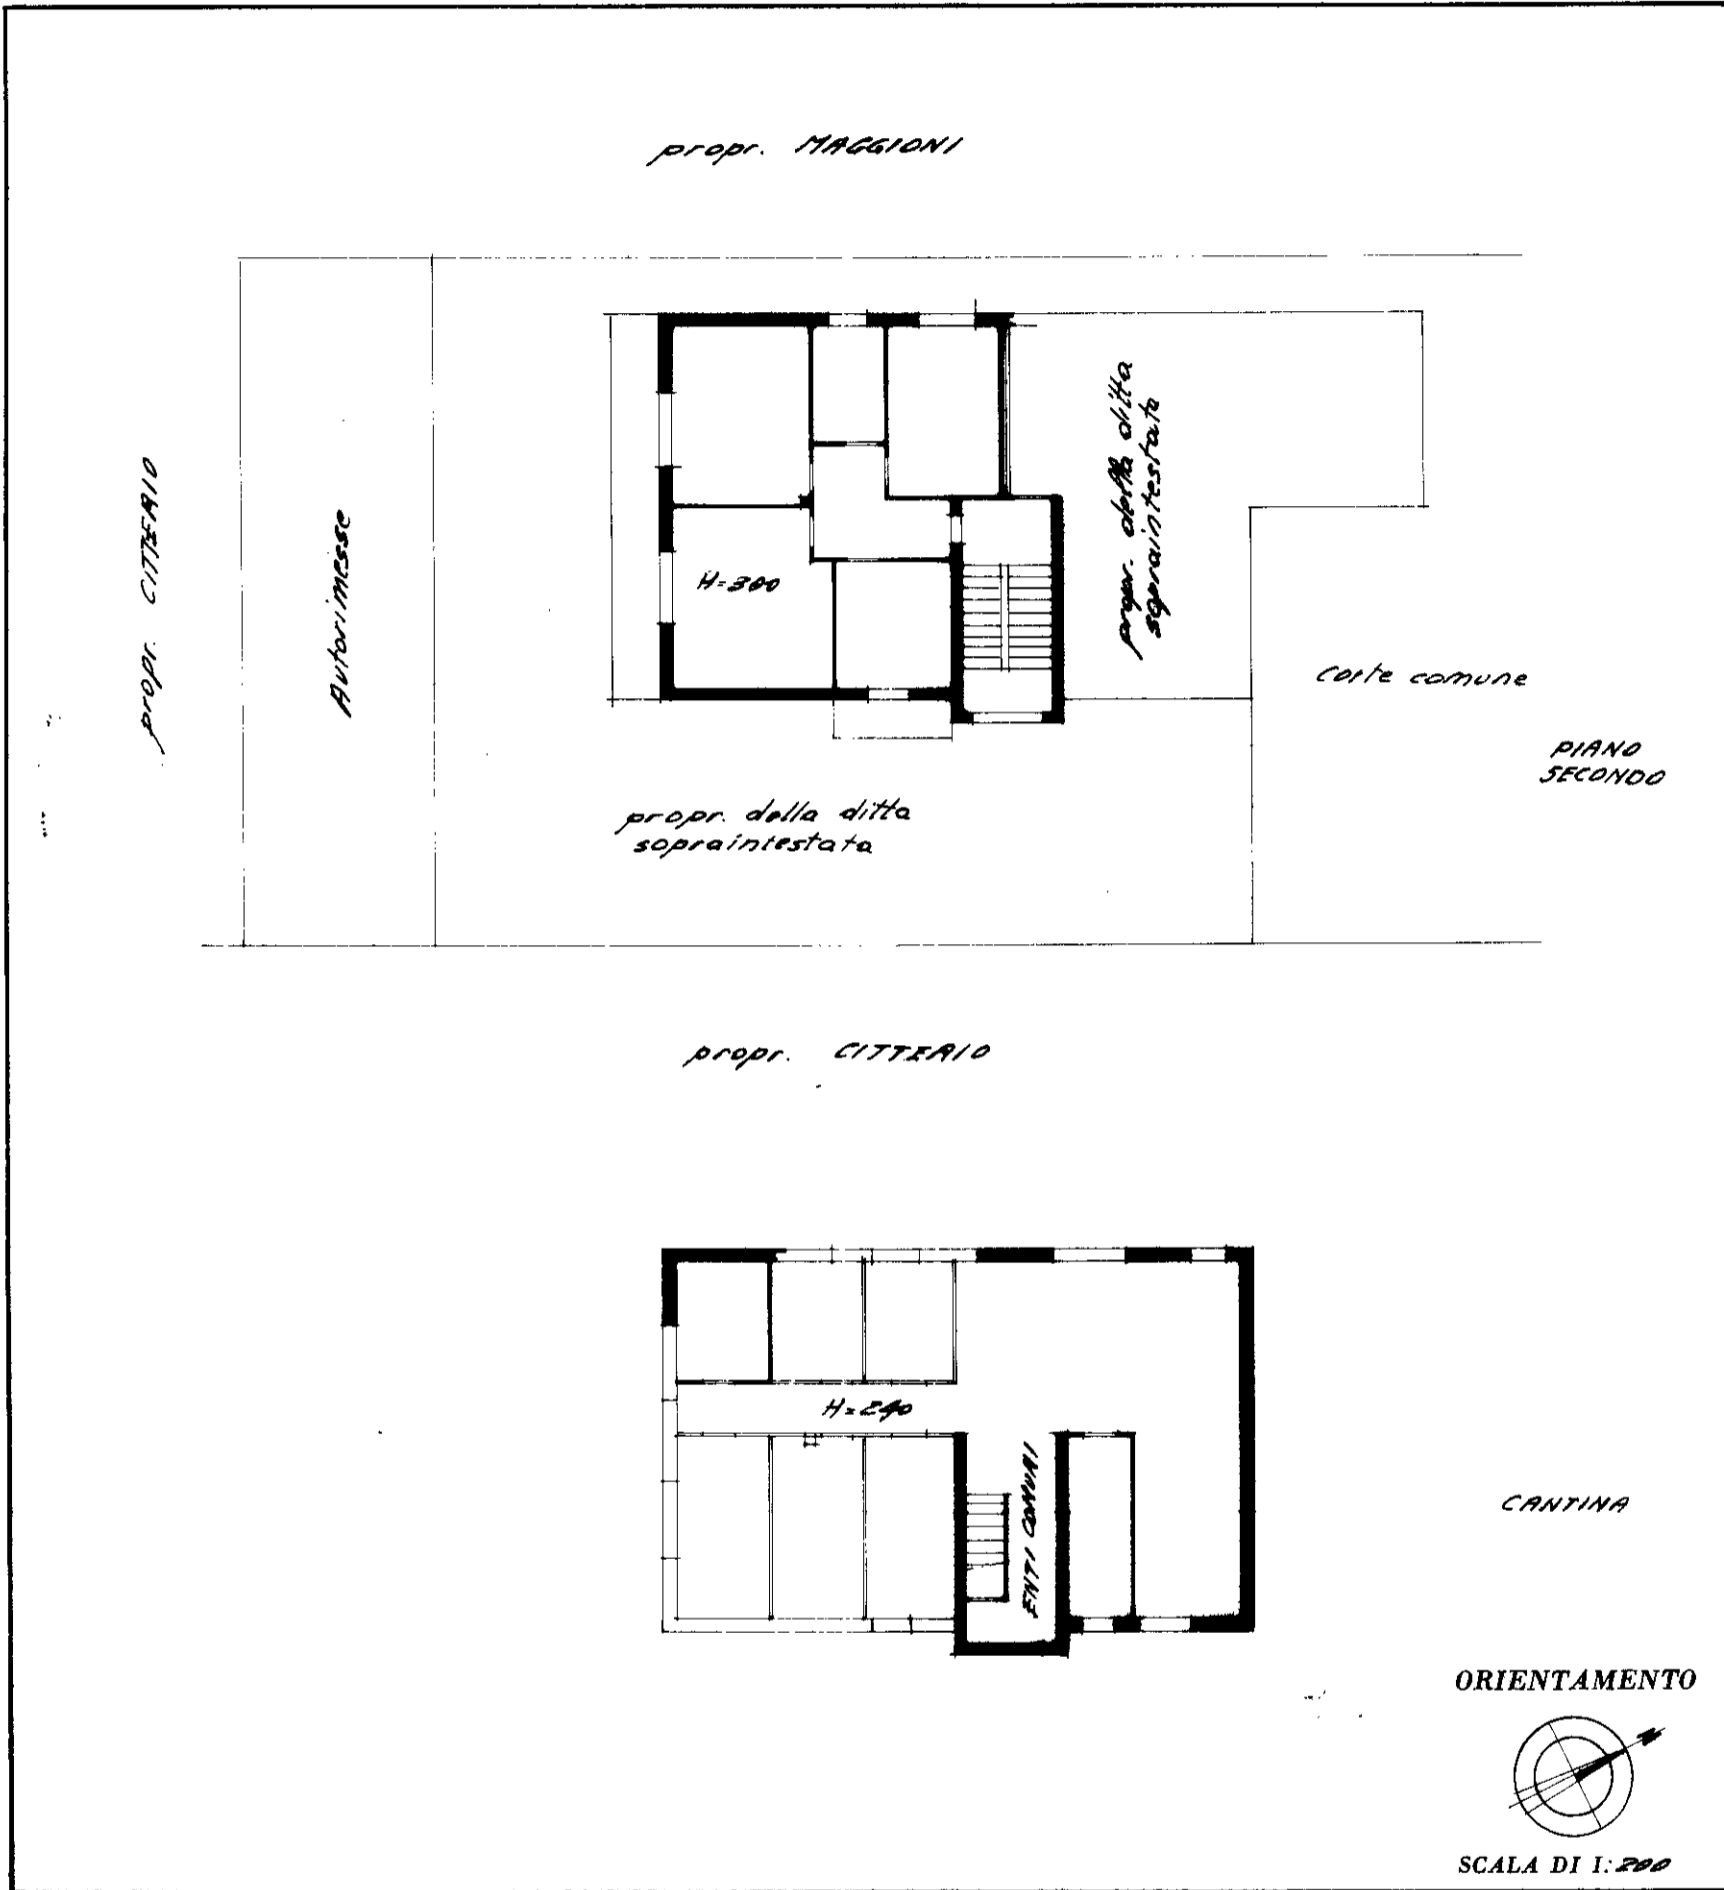 propr. MAGGIONI
propr. CITTERIO
Autorimesse
H=300
propr. della ditta
sopraintestata
corte comune
PIANO
SECONDO
propr. della ditta
sopraintestata
propr. CITTERIO
H=240
ENTI COMUNI
CANTINA
ORIENTAMENTO
N
SCALA DI 1:200